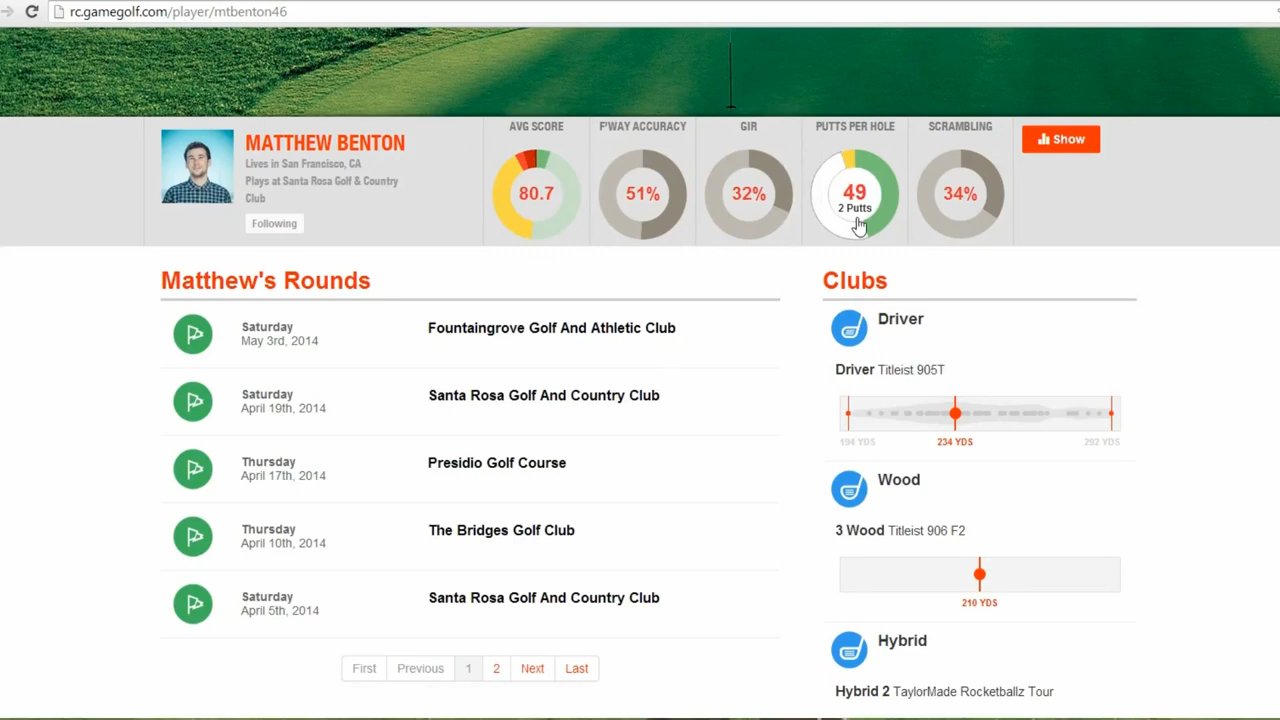 rc.gamegolf.com/player/mtbenton46
MATTHEW BENTON
Lives in San Francisco, CA
Plays at Santa Rosa Golf & Country
Club
Following
AVG SCORE
80.7
F'WAY ACCURACY
51%
GIR
32%
PUTTS PER HOLE
49
2 Putts
SCRAMBLING
34%
Show
Matthew's Rounds
Saturday
May 3rd, 2014
Fountaingrove Golf And Athletic Club
Saturday
April 19th, 2014
Santa Rosa Golf And Country Club
Thursday
April 17th, 2014
Presidio Golf Course
Thursday
April 10th, 2014
The Bridges Golf Club
Saturday
April 5th, 2014
Santa Rosa Golf And Country Club
First Previous 1 2 Next Last
Clubs
Driver
Driver Titleist 905T
194 YDS 234 YDS 292 YDS
Wood
3 Wood Titleist 906 F2
210 YDS
Hybrid
Hybrid 2 TaylorMade Rocketballz Tour